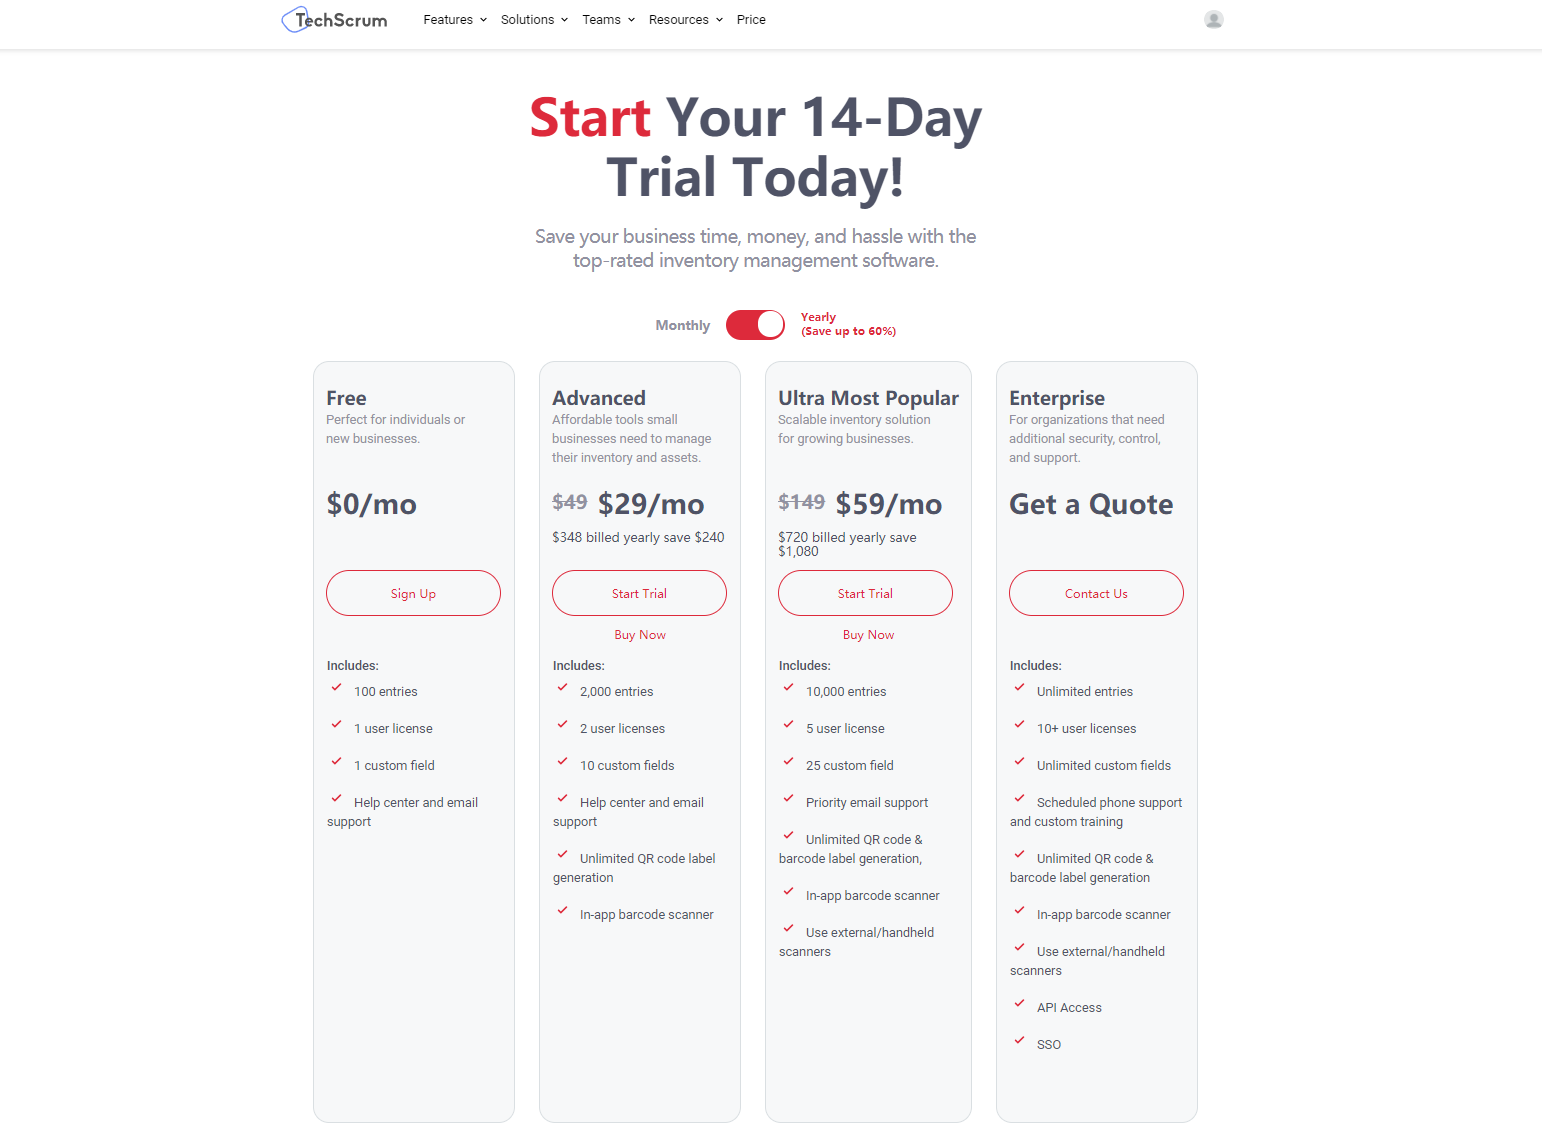 TechScrum
Features
Solutions
Teams
Resources
Price
Start Your 14-Day
Trial Today!
Save your business time, money, and hassle with the
top-rated inventory management software.
Monthly
Yearly
(Save up to 60%)
Free
Perfect for individuals or
new businesses.
$0/mo
Sign Up
Includes:
100 entries
1 user license
1 custom field
Help center and email
support
Advanced
Affordable tools small
businesses need to manage
their inventory and assets.
$49 $29/mo
$348 billed yearly save $240
Start Trial
Buy Now
Includes:
2,000 entries
2 user licenses
10 custom fields
Help center and email
support
Unlimited QR code label
generation
In-app barcode scanner
Ultra Most Popular
Scalable inventory solution
for growing businesses.
$149 $59/mo
$720 billed yearly save
$1,080
Start Trial
Buy Now
Includes:
10,000 entries
5 user license
25 custom field
Priority email support
Unlimited QR code &
barcode label generation,
In-app barcode scanner
Use external/handheld
scanners
Enterprise
For organizations that need
additional security, control,
and support.
Get a Quote
Contact Us
Includes:
Unlimited entries
10+ user licenses
Unlimited custom fields
Scheduled phone support
and custom training
Unlimited QR code &
barcode label generation
In-app barcode scanner
Use external/handheld
scanners
API Access
SSO